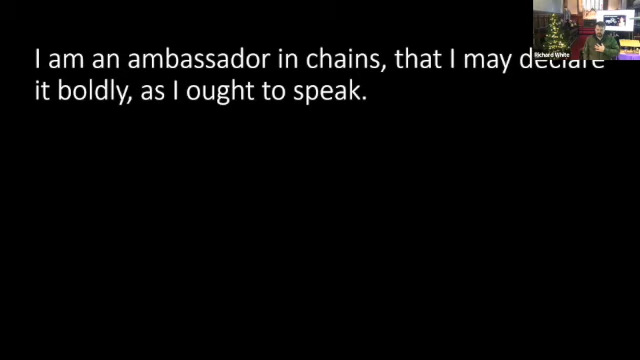 I am an ambassador in chains, that I may declare
it boldly, as I ought to speak.
Richard White